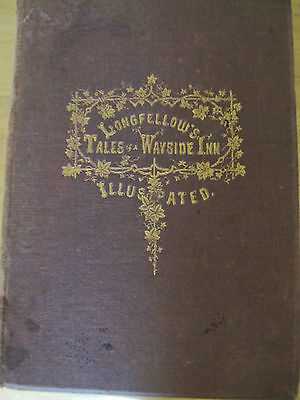 LONGFELLOW'S
TALES OF A WAYSIDE INN
ILLUSTRATED.